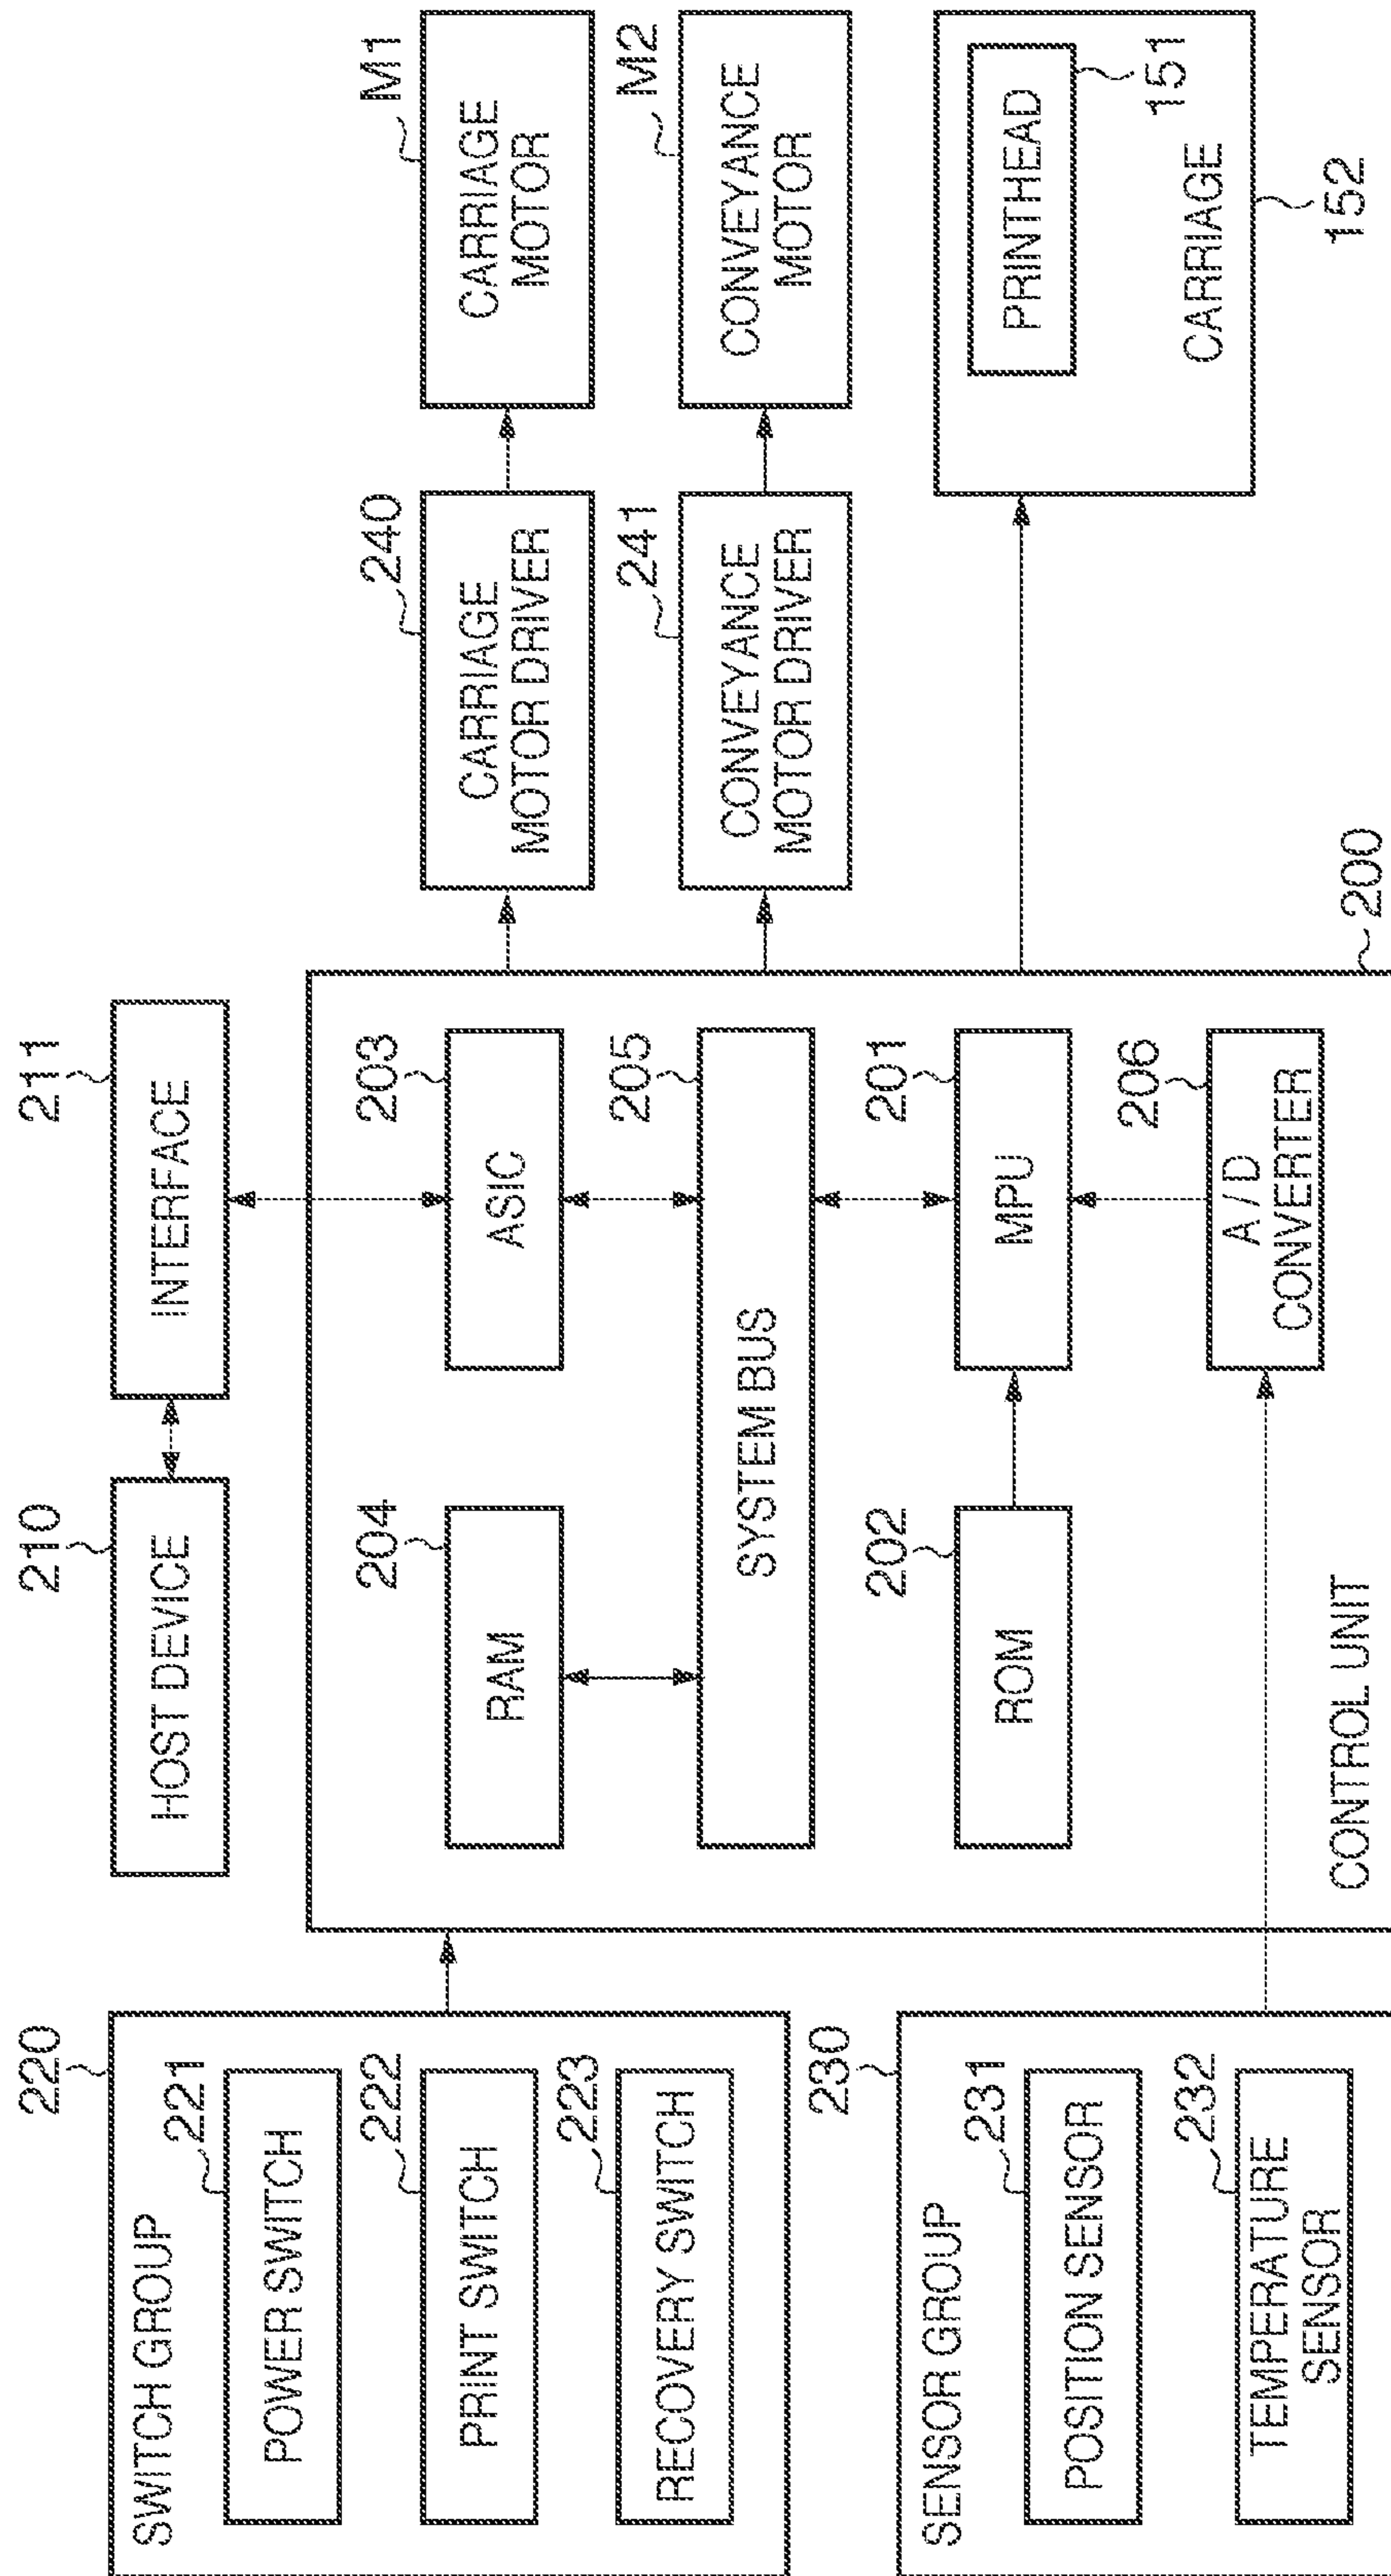 220
SWITCH GROUP
221
POWER SWITCH
222
PRINT SWITCH
223
RECOVERY SWITCH
230
SENSOR GROUP
231
POSITION SENSOR
232
TEMPERATURE
SENSOR
210
HOST DEVICE
211
INTERFACE
204
RAM
203
ASIC
205
SYSTEM BUS
202
ROM
201
MPU
206
A / D
CONVERTER
CONTROL UNIT
200
240
CARRIAGE
MOTOR DRIVER
M1
CARRIAGE
MOTOR
241
CONVEYANCE
MOTOR DRIVER
M2
CONVEYANCE
MOTOR
PRINTHEAD
151
CARRIAGE
152